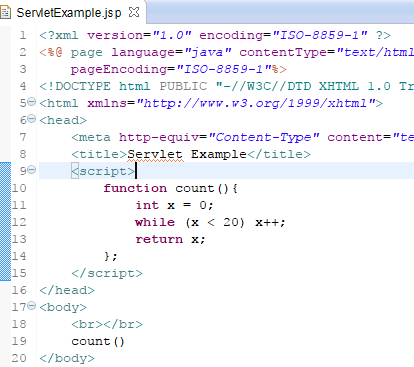 ServletExample.jsp
1 <?xml version="1.0" encoding="ISO-8859-1" ?>
2 <%@ page language="java" contentType="text/html
3 pageEncoding="ISO-8859-1"%>
4 <!DOCTYPE html PUBLIC "-//W3C//DTD XHTML 1.0 Tr
5 <html xmlns="http://www.w3.org/1999/xhtml">
6 <head>
7 <meta http-equiv="Content-Type" content="te
8 <title>Servlet Example</title>
9 <script>
10 function count(){
11 int x = 0;
12 while (x < 20) x++;
13 return x;
14 };
15 </script>
16 </head>
17 <body>
18 <br></br>
19 count()
20 </body>